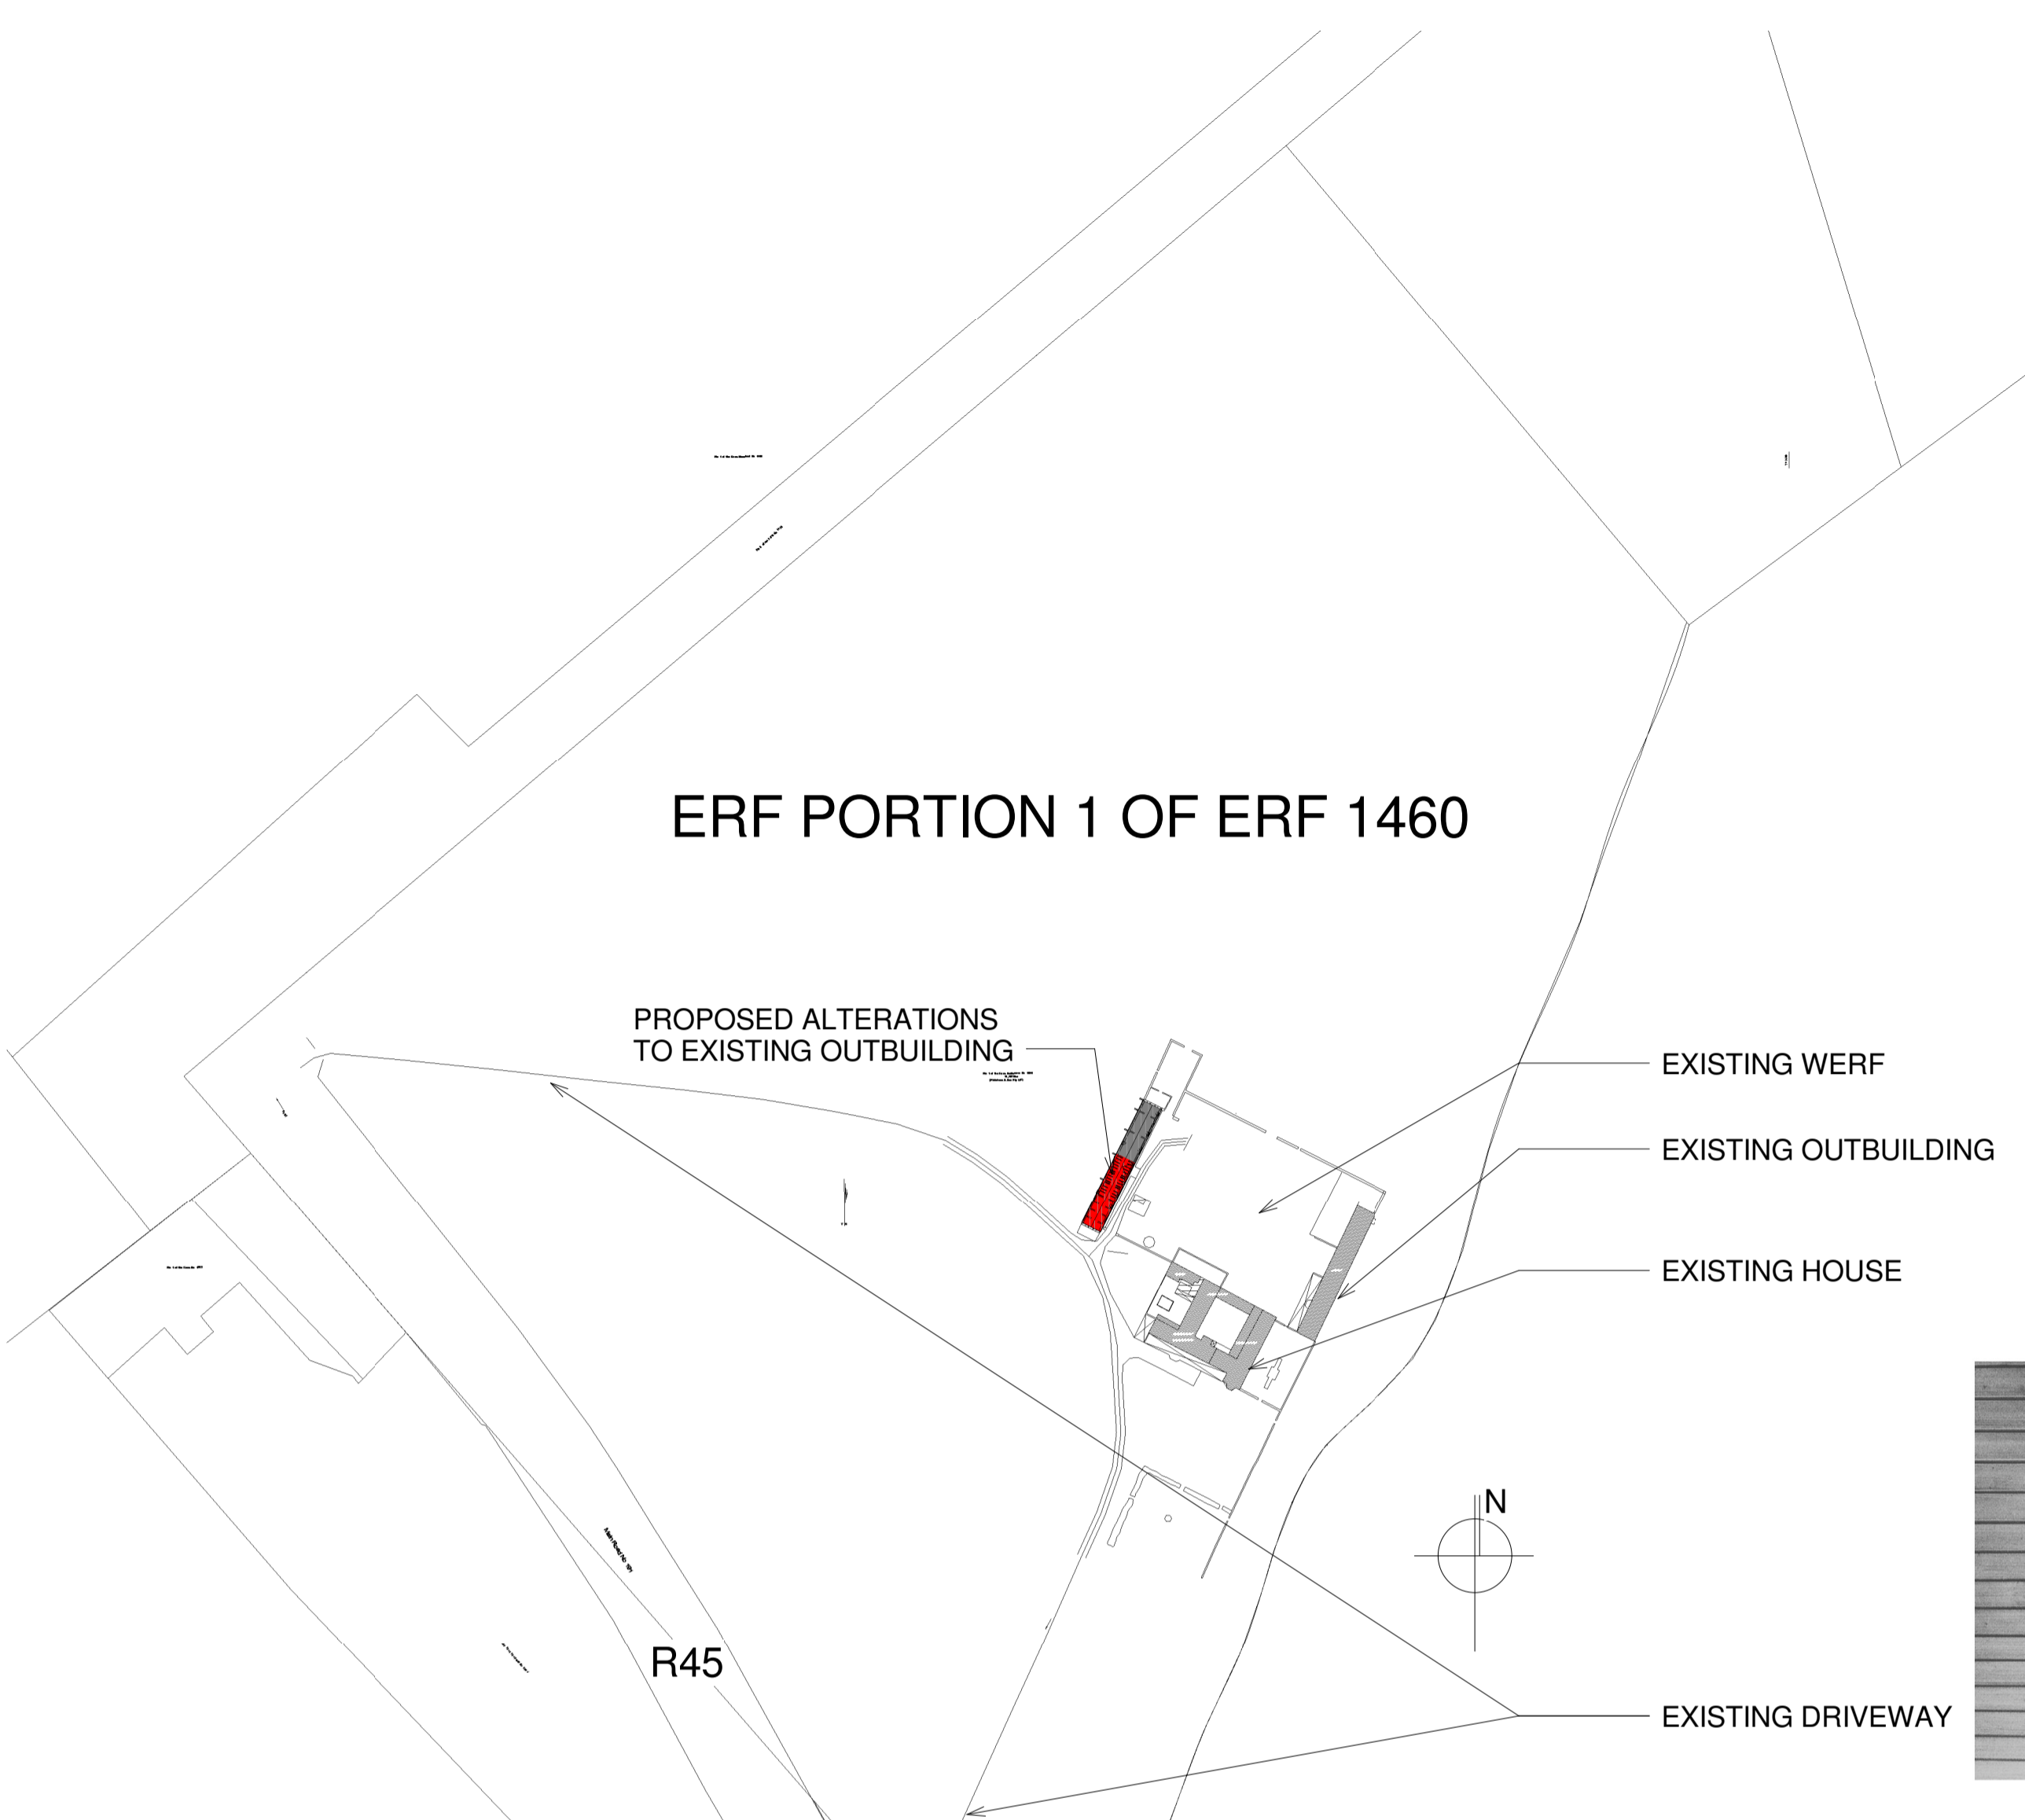 ERF PORTION 1 OF ERF 1460
PROPOSED ALTERATIONS
TO EXISTING OUTBUILDING
EXISTING WERF
EXISTING OUTBUILDING
EXISTING HOUSE
N
R45
EXISTING DRIVEWAY